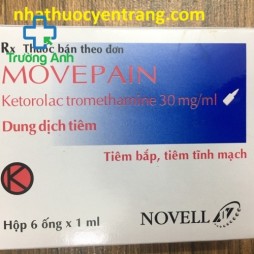 nhathuocyentrang.com
Rx Thuốc bán theo đơn
Trường Anh
MOVEPAIN
Ketorolac tromethamine 30 mg/ml
Dung dịch tiêm
Tiêm bắp, tiêm tĩnh mạch
K
Hộp 6 ống x 1 ml
NOVELL